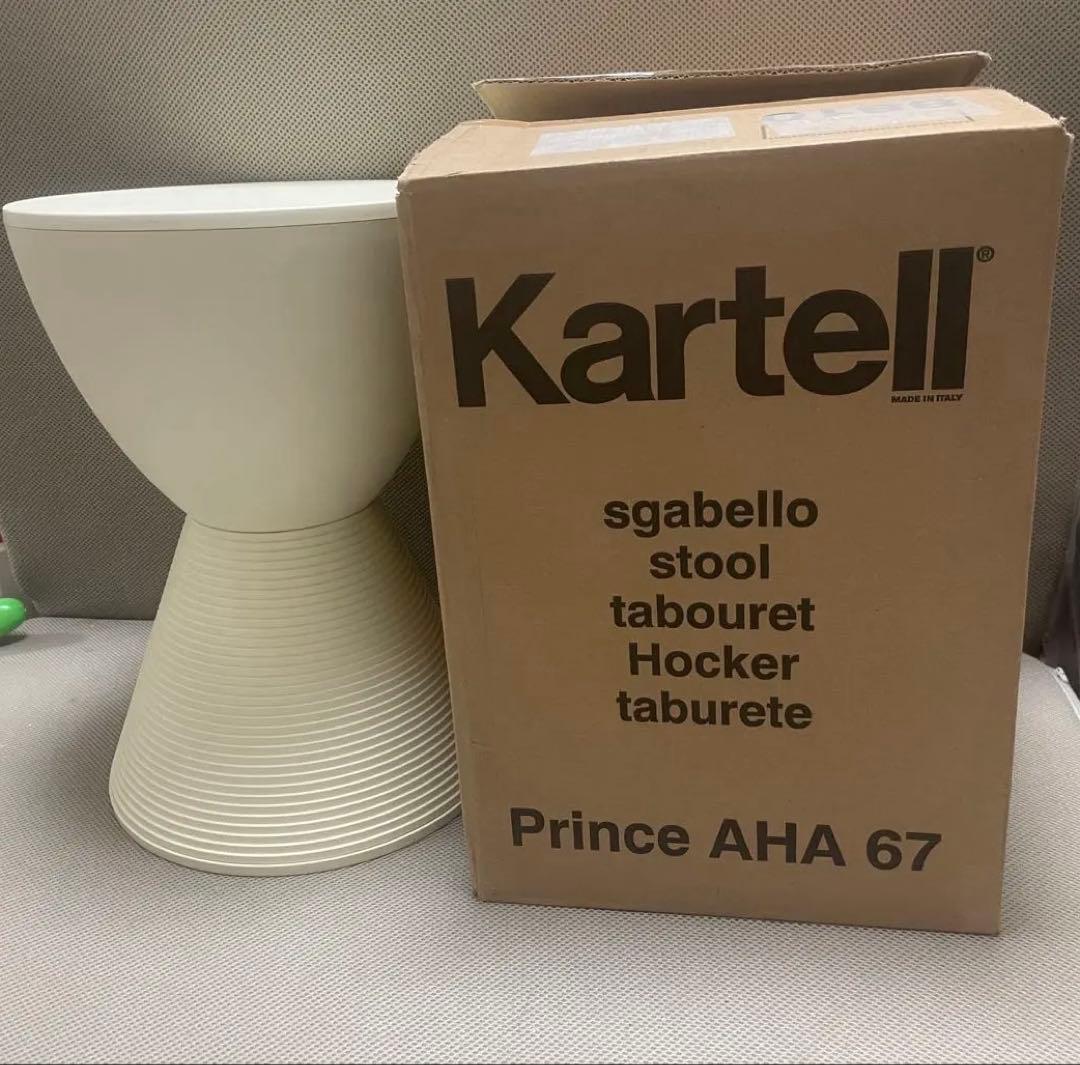 Kartell®
MADE IN ITALY
sgabello
stool
tabouret
Hocker
taburete
Prince AHA 67